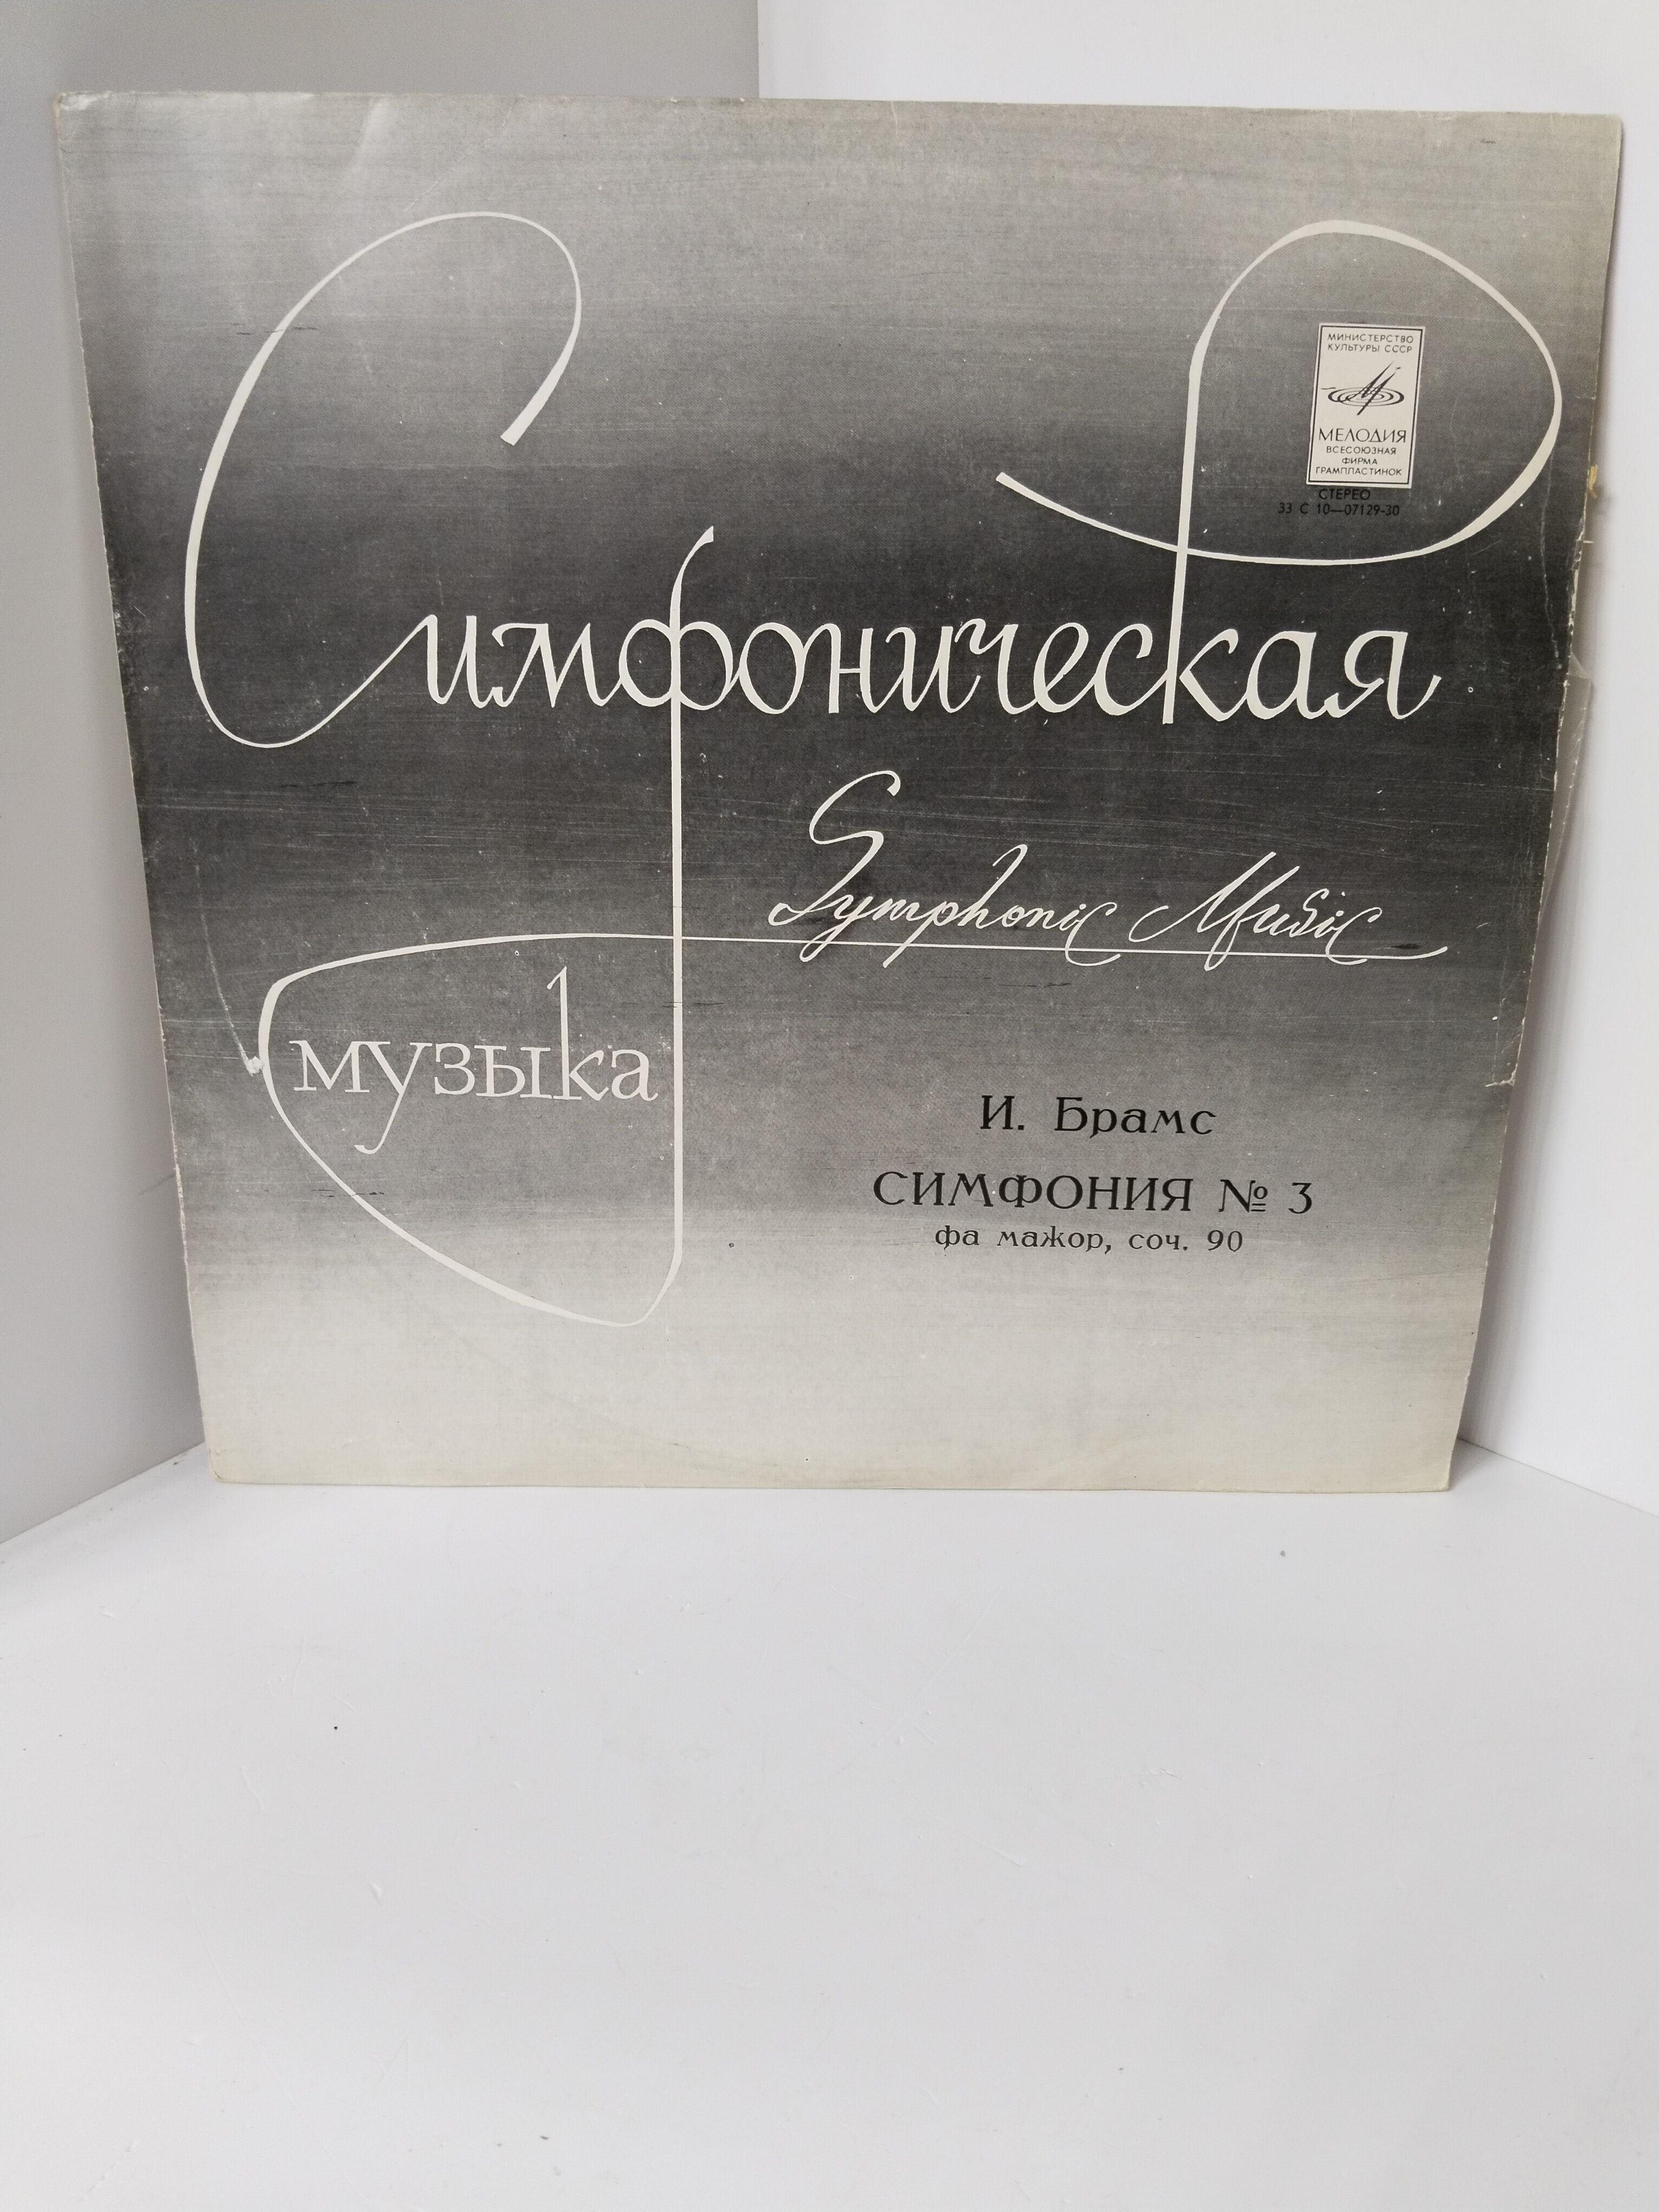 МИНИСТЕРСТВО
КУЛЬТУРЫ СССР
МЕЛОДИЯ
ВСЕСОЮЗНАЯ
ФИРМА
ГРАМПЛАСТИНОК
СТЕРЕО
33 С 10—07129-30
Симфоническая
Symphonic Music
музыка
И. Брамс
СИМФОНИЯ № 3
фа мажор, соч. 90